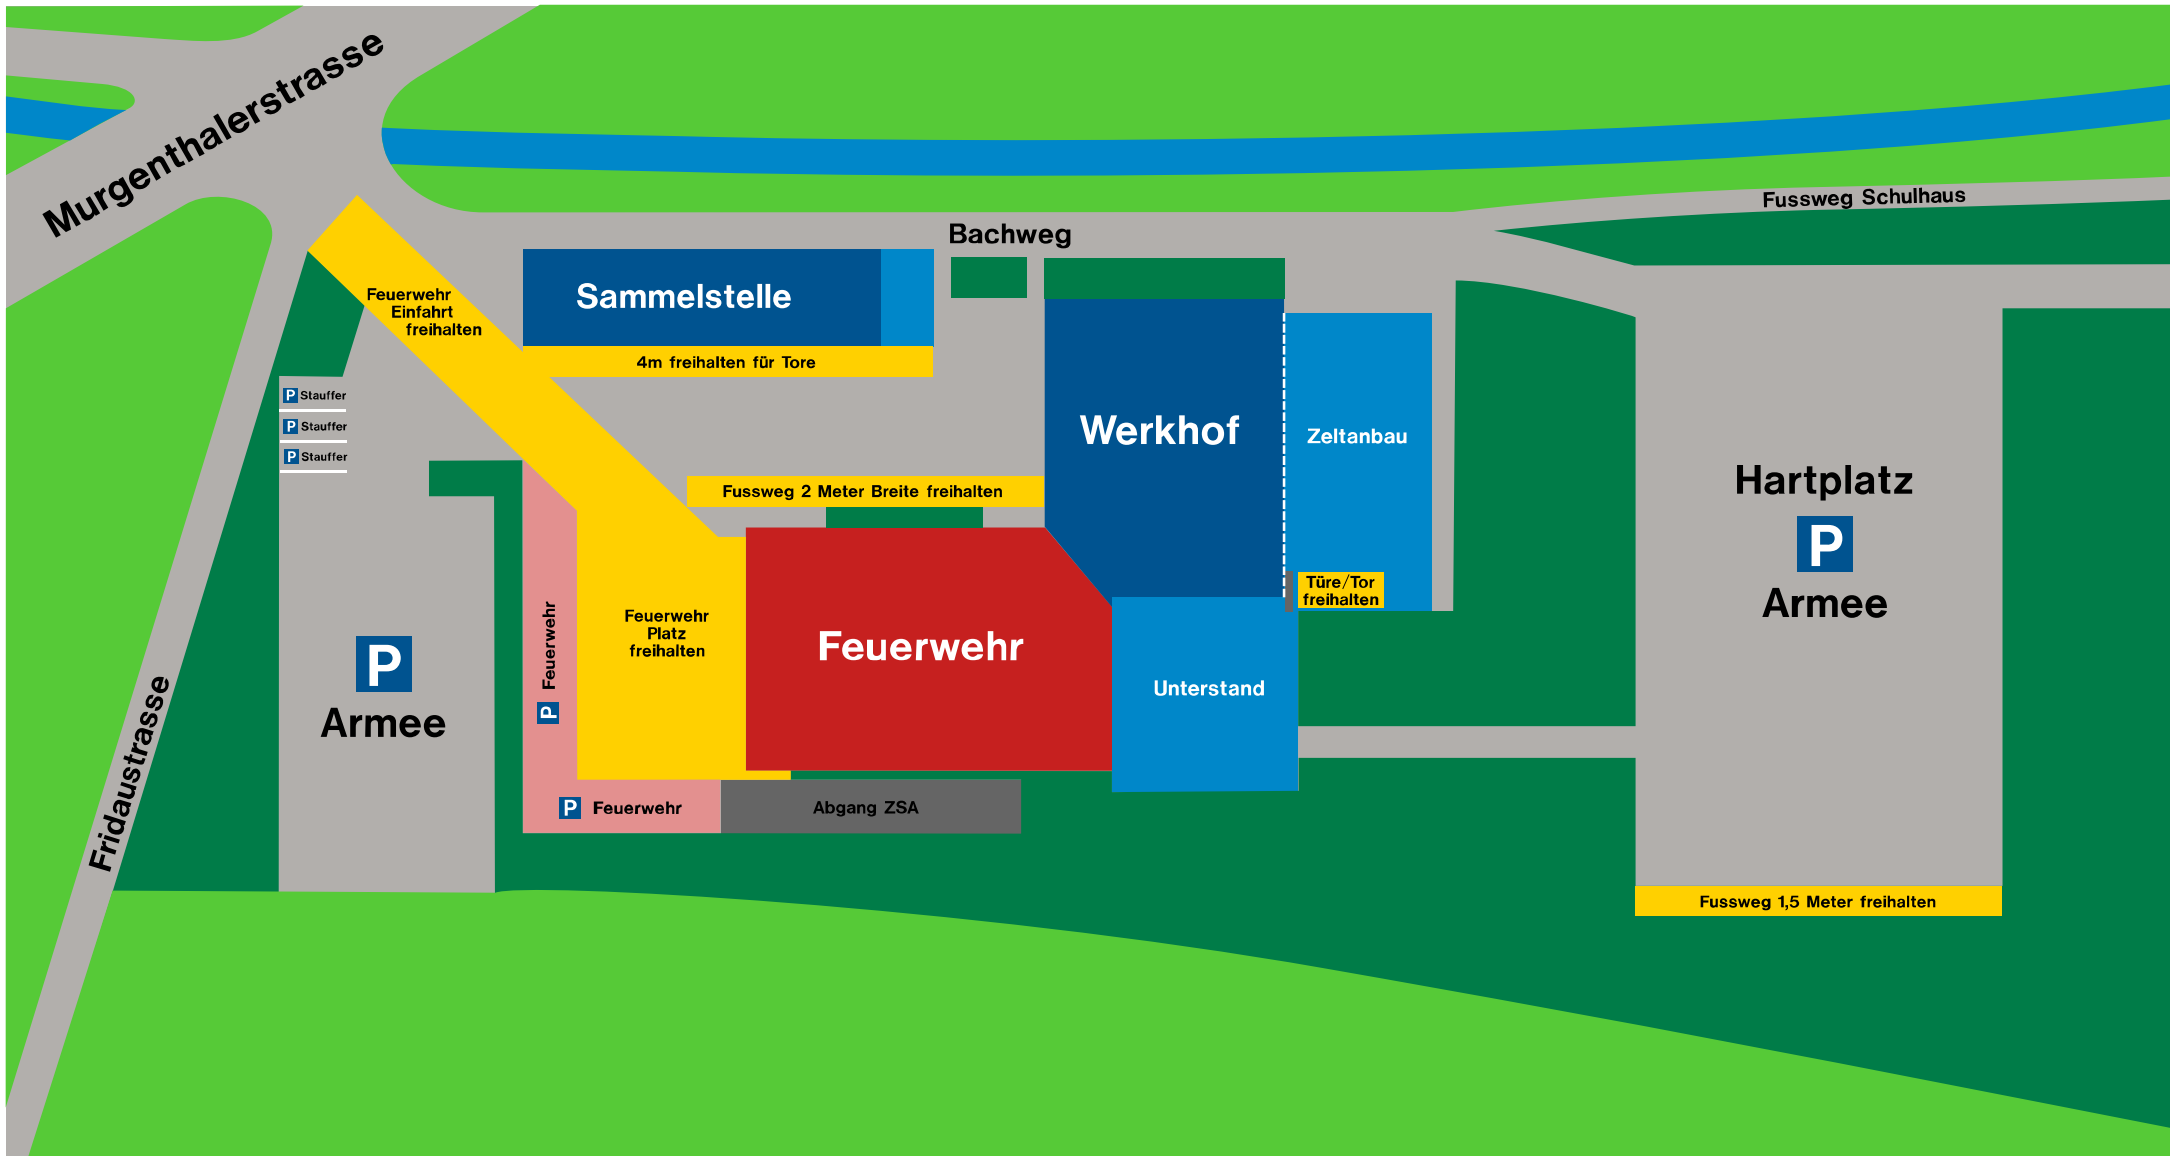 Murgenthalerstrasse
Fussweg Schulhaus
Bachweg
Feuerwehr
Einfahrt
freihalten
Sammelstelle
4m freihalten für Tore
P Stauffer
P Stauffer
P Stauffer
Werkhof
Zeltanbau
Fussweg 2 Meter Breite freihalten
Hartplatz
P
Armee
Türe/Tor
freihalten
Feuerwehr
Platz
freihalten
Feuerwehr
P Feuerwehr
P
Armee
Unterstand
Fridaustrasse
P Feuerwehr
Abgang ZSA
Fussweg 1,5 Meter freihalten